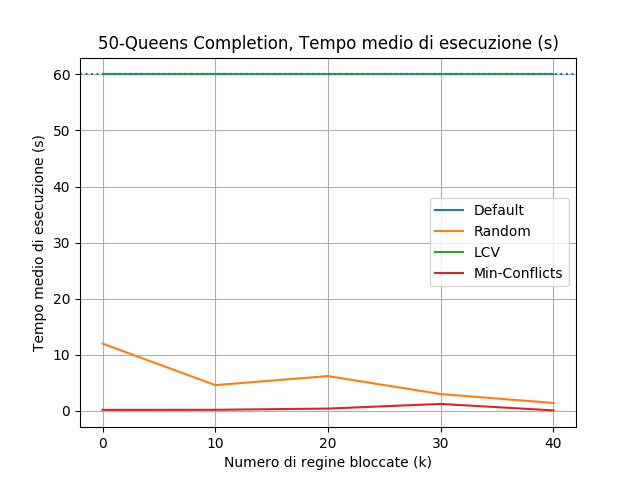 50-Queens Completion, Tempo medio di esecuzione (s)
Tempo medio di esecuzione (s)
60
50
40
30
20
10
0
Default
Random
LCV
Min-Conflicts
0 10 20 30 40
Numero di regine bloccate (k)